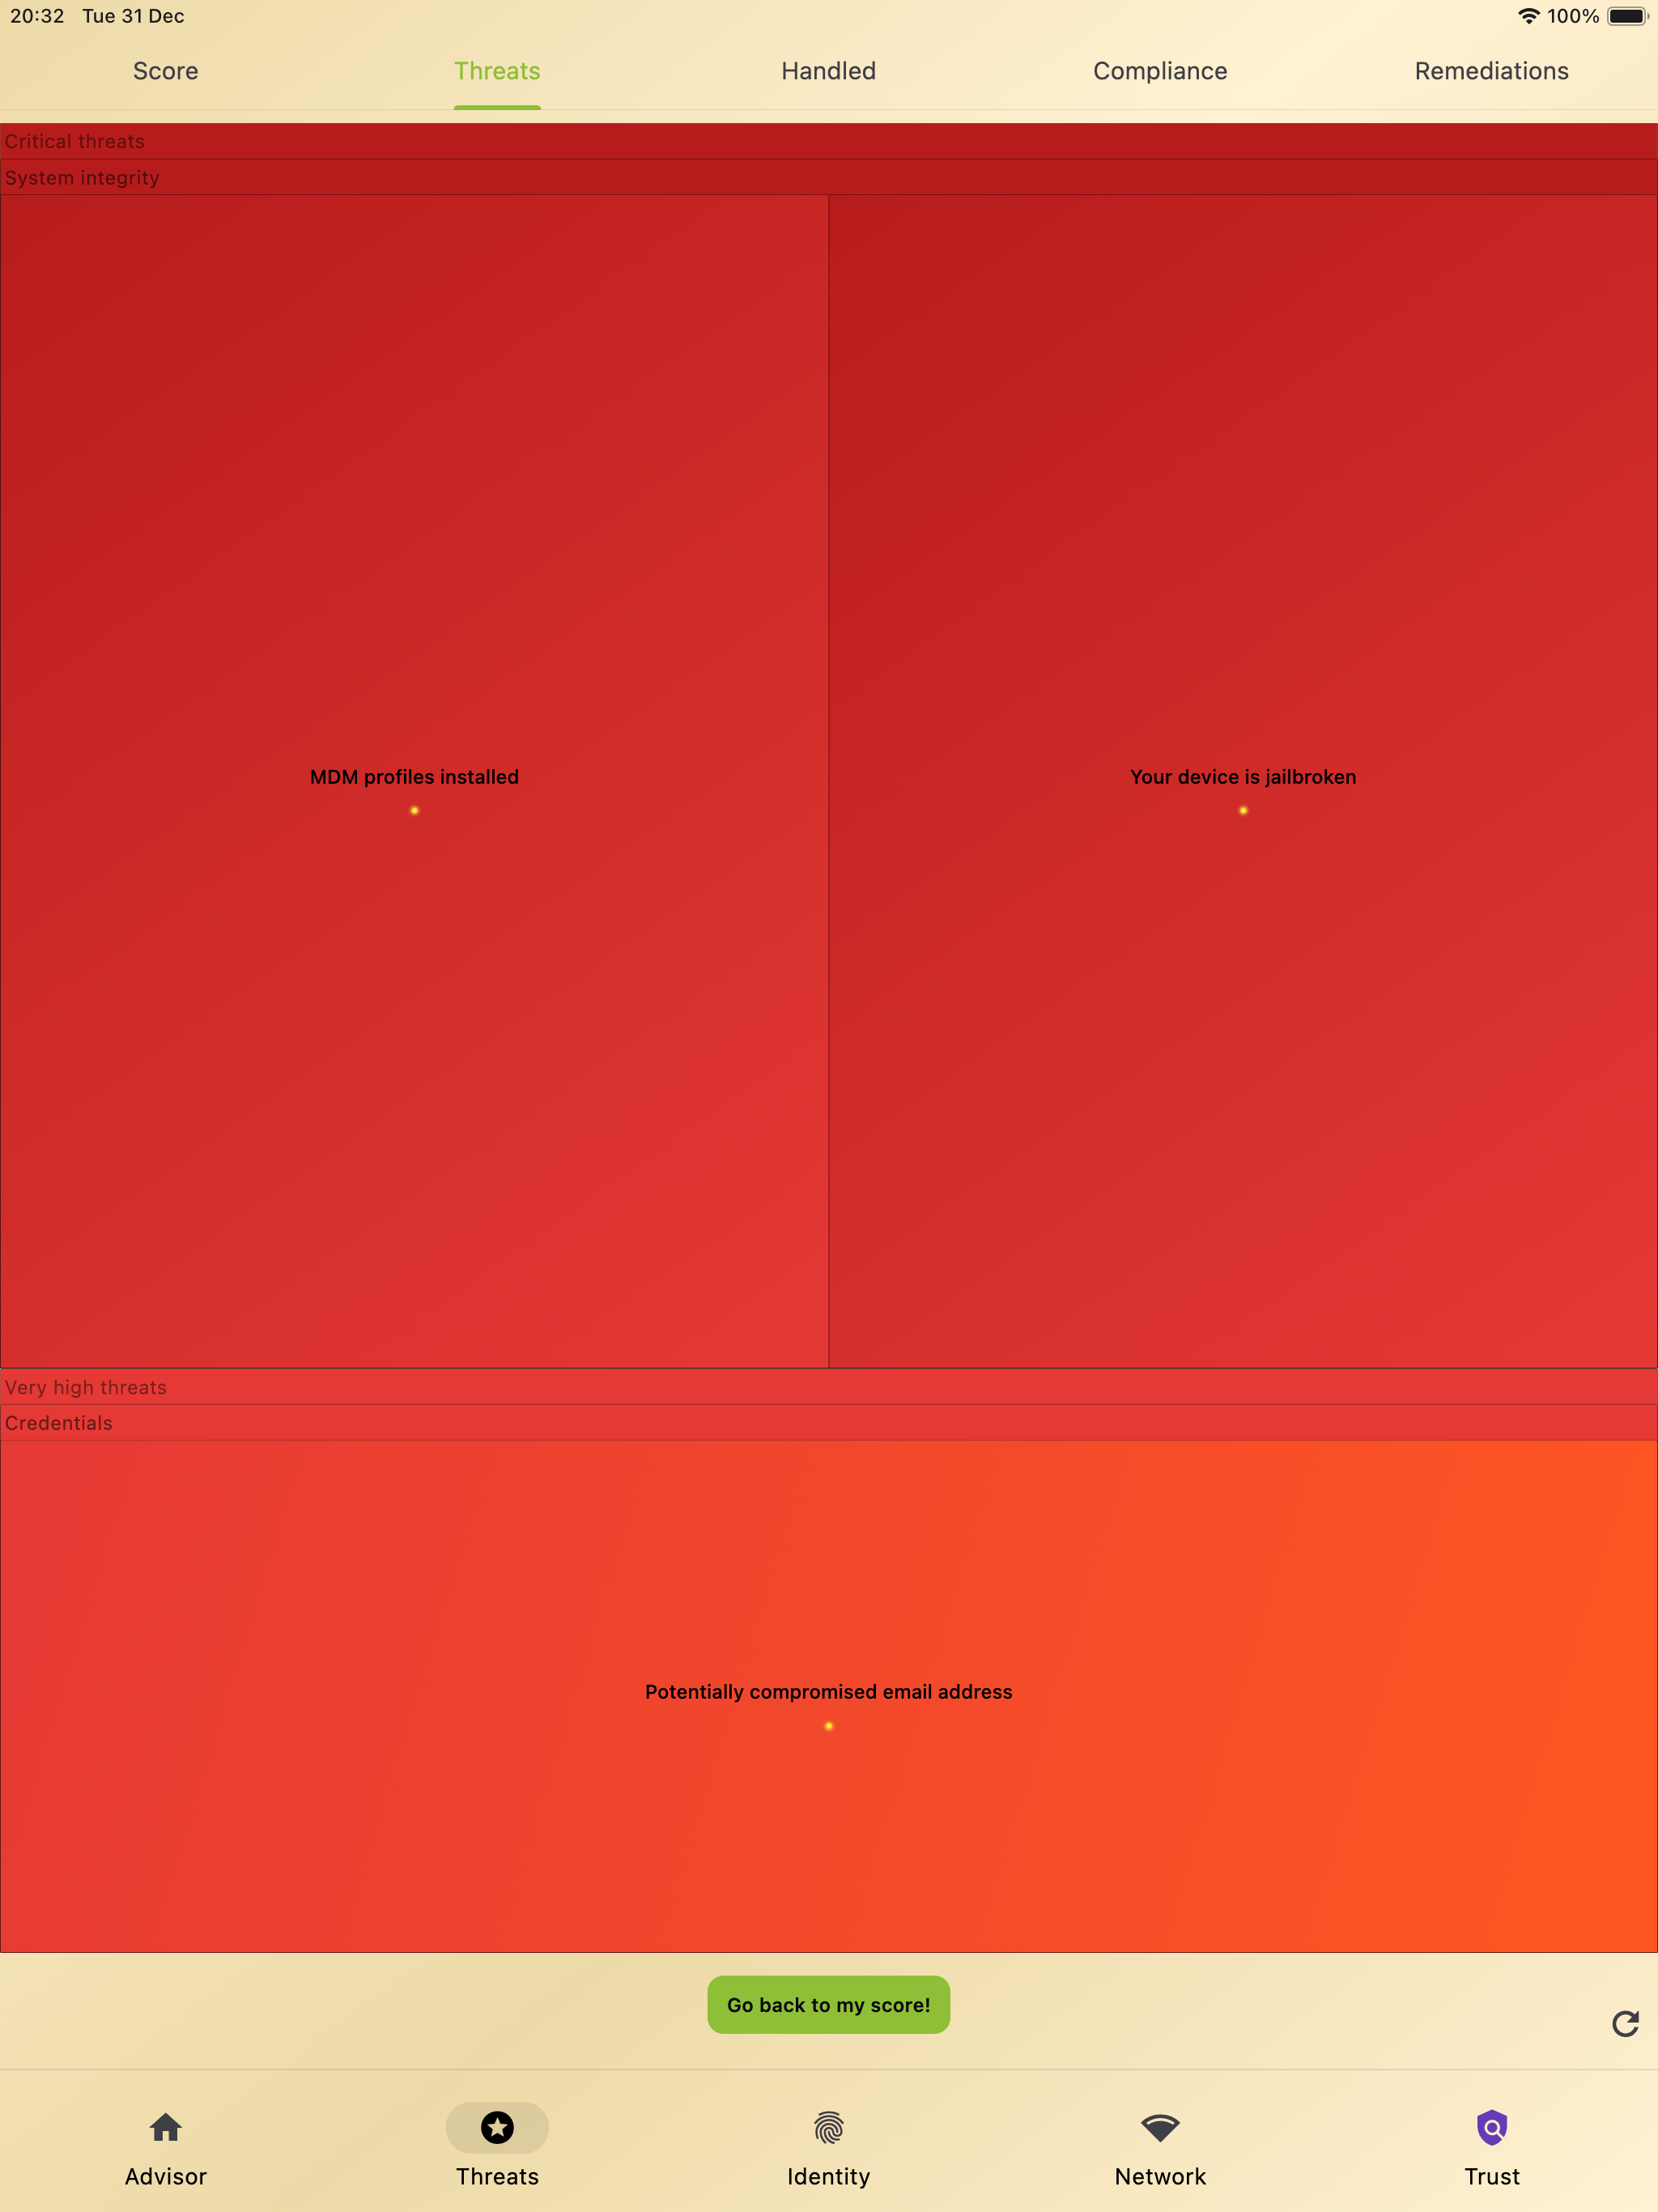 20:32 Tue 31 Dec 100%
Score Threats Handled Compliance Remediations
Critical threats
System integrity
MDM profiles installed
Your device is jailbroken
Very high threats
Credentials
Potentially compromised email address
Go back to my score!
Advisor Threats Identity Network Trust